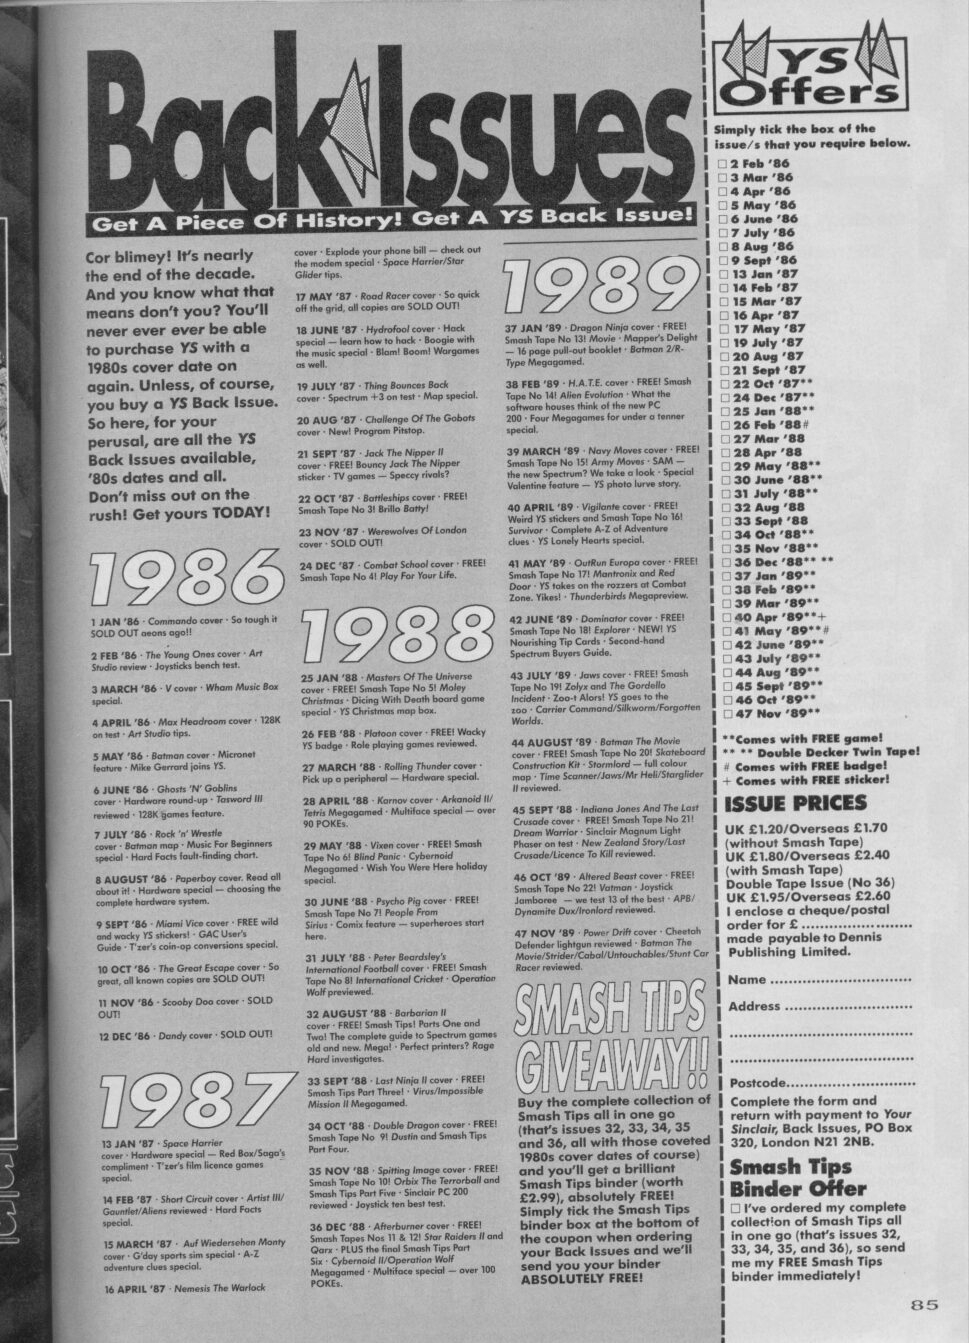 Back Issues
Get A Piece Of History! Get A YS Back Issue!
Cor blimey! It's nearly
the end of the decade.
And you know what that
means don't you? You'll
never ever ever be able
to purchase YS with a
1980s cover date on
again. Unless, of course,
you buy a YS Back Issue.
So here, for your
perusal, are all the YS
Back Issues available,
'80s dates and all.
Don't miss out on the
rush! Get yours TODAY!
1986
1 JAN '86 · Commando cover · So tough it
SOLD OUT aeons ago!!
2 FEB '86 · The Young Ones cover · Art
Studio review · Joysticks bench test.
3 MARCH '86 · V cover · Wham Music Box
special.
4 APRIL '86 · Max Headroom cover · 128K
on test · Art Studio tips.
5 MAY '86 · Batman cover · Micronet
feature · Mike Gerrard joins YS.
6 JUNE '86 · Ghosts 'N' Goblins
cover · Hardware round-up · Tasword III
reviewed · 128K games feature.
7 JULY '86 · Rock 'n' Wrestle
cover · Batman map · Music For Beginners
special · Hard Facts fault-finding chart.
8 AUGUST '86 · Paperboy cover. Read all
about it! · Hardware special — choosing the
complete hardware system.
9 SEPT '86 · Miami Vice cover · FREE wild
and wacky YS stickers! · GAC User's
Guide · T'zer's coin-op conversions special.
10 OCT '86 · The Great Escape cover · So
great, all known copies are SOLD OUT!
11 NOV '86 · Scooby Doo cover · SOLD
OUT!
12 DEC '86 · Dandy cover · SOLD OUT!
1987
13 JAN '87 · Space Harrier
cover · Hardware special — Red Box/Saga's
compliment · T'zer's film licence games
special.
14 FEB '87 · Short Circuit cover · Artist III/
Gauntlet/Aliens reviewed · Hard Facts
special.
15 MARCH '87 · Auf Wiedersehen Monty
cover · G'day sports sim special · A-Z
adventure clues special.
16 APRIL '87 · Nemesis The Warlock
cover · Explode your phone bill — check out
the modem special · Space Harrier/Star
Glider tips.
17 MAY '87 · Road Racer cover · So quick
off the grid, all copies are SOLD OUT!
18 JUNE '87 · Hydrofool cover · Hack
special — learn how to hack · Boogie with
the music special · Blam! Boom! Wargames
as well.
19 JULY '87 · Thing Bounces Back
cover · Spectrum +3 on test · Map special.
20 AUG '87 · Challenge Of The Gobots
cover · New! Program Pitstop.
21 SEPT '87 · Jack The Nipper II
cover · FREE! Bouncy Jack The Nipper
sticker · TV games — Speccy rivals?
22 OCT '87 · Battleships cover · FREE!
Smash Tape No 3! Brillo Batty!
23 NOV '87 · Werewolves Of London
cover · SOLD OUT!
24 DEC '87 · Combat School cover · FREE!
Smash Tape No 4! Play For Your Life.
1988
25 JAN '88 · Masters Of The Universe
cover · FREE! Smash Tape No 5! Moley
Christmas · Dicing With Death board game
special · YS Christmas map box.
26 FEB '88 · Platoon cover · FREE! Wacky
YS badge · Role playing games reviewed.
27 MARCH '88 · Rolling Thunder cover ·
Pick up a peripheral — Hardware special.
28 APRIL '88 · Karnov cover · Arkanoid II/
Tetris Megagamed · Multiface special — over
90 POKEs.
29 MAY '88 · Vixen cover · FREE! Smash
Tape No 6! Blind Panic · Cybernoid
Megagamed · Wish You Were Here holiday
special.
30 JUNE '88 · Psycho Pig cover · FREE!
Smash Tape No 7! People From
Sirius · Comix feature — superheroes start
here.
31 JULY '88 · Peter Beardsley's
International Football cover · FREE! Smash
Tape No 8! International Cricket · Operation
Wolf previewed.
32 AUGUST '88 · Barbarian II
cover · FREE! Smash Tips! Parts One and
Two! The complete guide to Spectrum games
old and new. Mega! · Perfect printers? Rage
Hard investigates.
33 SEPT '88 · Last Ninja II cover · FREE!
Smash Tips Part Three! · Virus/Impossible
Mission II Megagamed.
34 OCT '88 · Double Dragon cover · FREE!
Smash Tape No 9! Dustin and Smash Tips
Part Four.
35 NOV '88 · Spitting Image cover · FREE!
Smash Tape No 10! Orbix The Terrorball and
Smash Tips Part Five · Sinclair PC 200
reviewed · Joystick ten best test.
36 DEC '88 · Afterburner cover · FREE!
Smash Tapes Nos 11 & 12! Star Raiders II and
Qarx · PLUS the final Smash Tips Part
Six · Cybernoid II/Operation Wolf
Megagamed · Multiface special — over 100
POKEs.
1989
37 JAN '89 · Dragon Ninja cover · FREE!
Smash Tape No 13! Movie · Mapper's Delight
— 16 page pull-out booklet · Batman 2/R-
Type Megagamed.
38 FEB '89 · H.A.T.E. cover · FREE! Smash
Tape No 14! Alien Evolution · What the
software houses think of the new PC
200 · Four Megagames for under a tenner
special.
39 MARCH '89 · Navy Moves cover · FREE!
Smash Tape No 15! Army Moves · SAM —
the new Spectrum? We take a look · Special
Valentine feature — YS photo lurve story.
40 APRIL '89 · Vigilante cover · FREE!
Weird YS stickers and Smash Tape No 16!
Survivor · Complete A-Z of Adventure
clues · YS Lonely Hearts special.
41 MAY '89 · OutRun Europa cover · FREE!
Smash Tape No 17! Mantronix and Red
Door · YS takes on the rozzers at Combat
Zone. Yikes! · Thunderbirds Megapreview.
42 JUNE '89 · Dominator cover · FREE!
Smash Tape No 18! Explorer · NEW! YS
Nourishing Tip Cards · Second-hand
Spectrum Buyers Guide.
43 JULY '89 · Jaws cover · FREE! Smash
Tape No 19! Zolyx and The Gordello
Incident · Zoo-t Alors! YS goes to the
zoo · Carrier Command/Silkworm/Forgotten
Worlds.
44 AUGUST '89 · Batman The Movie
cover · FREE! Smash Tape No 20! Skateboard
Construction Kit · Stormlord — full colour
map · Time Scanner/Jaws/Mr Heli/Starglider
II reviewed.
45 SEPT '89 · Indiana Jones And The Last
Crusade cover · FREE! Smash Tape No 21!
Dream Warrior · Sinclair Magnum Light
Phaser on test · New Zealand Story/Last
Crusade/Licence To Kill reviewed.
46 OCT '89 · Altered Beast cover · FREE!
Smash Tape No 22! Vatman · Joystick
Jamboree — we test 13 of the best · APB/
Dynamite Dux/Ironlord reviewed.
47 NOV '89 · Power Drift cover · Cheetah
Defender lightgun reviewed · Batman The
Movie/Strider/Cabal/Untouchables/Stunt Car
Racer reviewed.
SMASH TIPS
GIVEAWAY!!
Buy the complete collection of
Smash Tips all in one go
(that's issues 32, 33, 34, 35
and 36, all with those coveted
1980s cover dates of course)
and you'll get a brilliant
Smash Tips binder (worth
£2.99), absolutely FREE!
Simply tick the Smash Tips
binder box at the bottom of
the coupon when ordering
your Back Issues and we'll
send you your binder
ABSOLUTELY FREE!
YS
Offers
Simply tick the box of the
issue/s that you require below.
□ 2 Feb '86
□ 3 Mar '86
□ 4 Apr '86
□ 5 May '86
□ 6 June '86
□ 7 July '86
□ 8 Aug '86
□ 9 Sept '86
□ 13 Jan '87
□ 14 Feb '87
□ 15 Mar '87
□ 16 Apr '87
□ 17 May '87
□ 19 July '87
□ 20 Aug '87
□ 21 Sept '87
□ 22 Oct '87**
□ 24 Dec '87**
□ 25 Jan '88**
□ 26 Feb '88#
□ 27 Mar '88
□ 28 Apr '88
□ 29 May '88**
□ 30 June '88**
□ 31 July '88**
□ 32 Aug '88
□ 33 Sept '88
□ 34 Oct '88**
□ 35 Nov '88**
□ 36 Dec '88** **
□ 37 Jan '89**
□ 38 Feb '89**
□ 39 Mar '89**
□ 40 Apr '89**+
□ 41 May '89**#
□ 42 June '89**
□ 43 July '89**
□ 44 Aug '89**
□ 45 Sept '89**
□ 46 Oct '89**
□ 47 Nov '89**
**Comes with FREE game!
** ** Double Decker Twin Tape!
# Comes with FREE badge!
+ Comes with FREE sticker!
ISSUE PRICES
UK £1.20/Overseas £1.70
(without Smash Tape)
UK £1.80/Overseas £2.40
(with Smash Tape)
Double Tape Issue (No 36)
UK £1.95/Overseas £2.60
I enclose a cheque/postal
order for £ ........................
made payable to Dennis
Publishing Limited.
Name ................................
Address .............................
..........................................
..........................................
Postcode.............................
Complete the form and
return with payment to Your
Sinclair, Back Issues, PO Box
320, London N21 2NB.
Smash Tips
Binder Offer
□ I've ordered my complete
collection of Smash Tips all
in one go (that's issues 32,
33, 34, 35, and 36), so send
me my FREE Smash Tips
binder immediately!
85